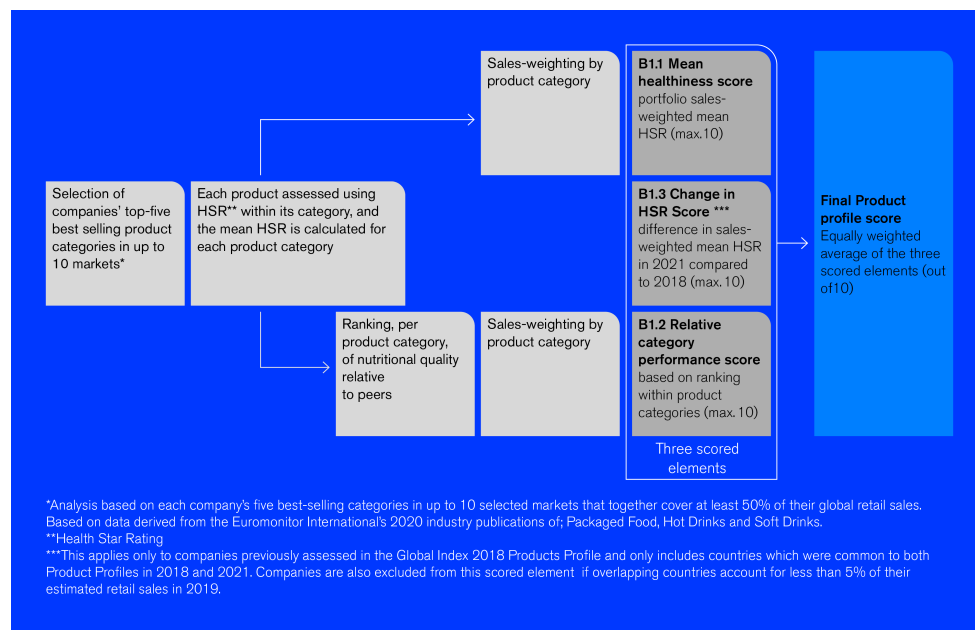 Sales-weighting by
product category
B1.1 Mean
healthiness score
portfolio sales-
weighted mean
HSR (max.10)
Selection of
companies' top-five
best selling product
categories in up to
10 markets*
Each product assessed using
HSR** within its category, and
the mean HSR is calculated for
each product category
B1.3 Change in
HSR Score ***
difference in sales-
weighted mean HSR
in 2021 compared
to 2018 (max.10)
Final Product
profile score
Equally weighted
average of the three
scored elements (out
of10)
Ranking, per
product category,
of nutritional quality
relative
to peers
Sales-weighting by
product category
B1.2 Relative
category
performance score
based on ranking
within product
categories (max. 10)
Three scored
elements
*Analysis based on each company's five best-selling categories in up to 10 selected markets that together cover at least 50% of their global retail sales.
Based on data derived from the Euromonitor International's 2020 industry publications of; Packaged Food, Hot Drinks and Soft Drinks.
**Health Star Rating
***This applies only to companies previously assessed in the Global Index 2018 Products Profile and only includes countries which were common to both
Product Profiles in 2018 and 2021. Companies are also excluded from this scored element  if overlapping countries account for less than 5% of their
estimated retail sales in 2019.